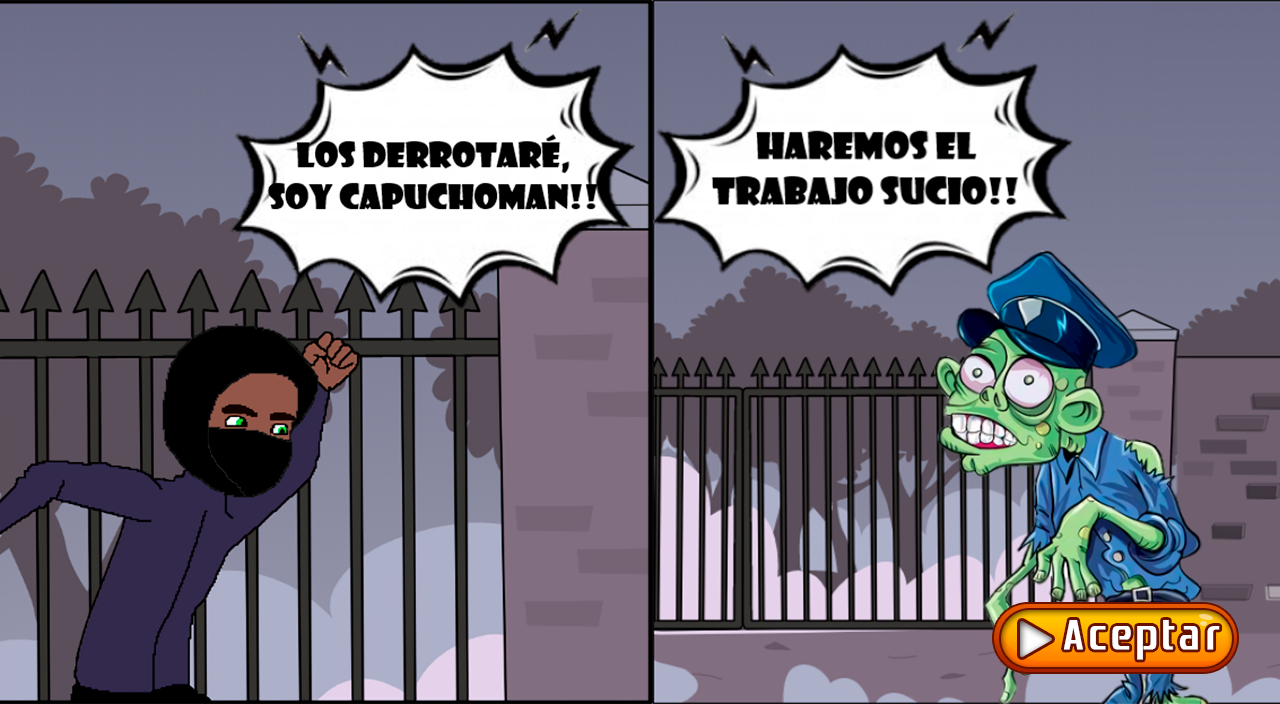 LOS DERROTARÉ,
SOY CAPUCHOMAN!!
HAREMOS EL
TRABAJO SUCIO!!
Aceptar